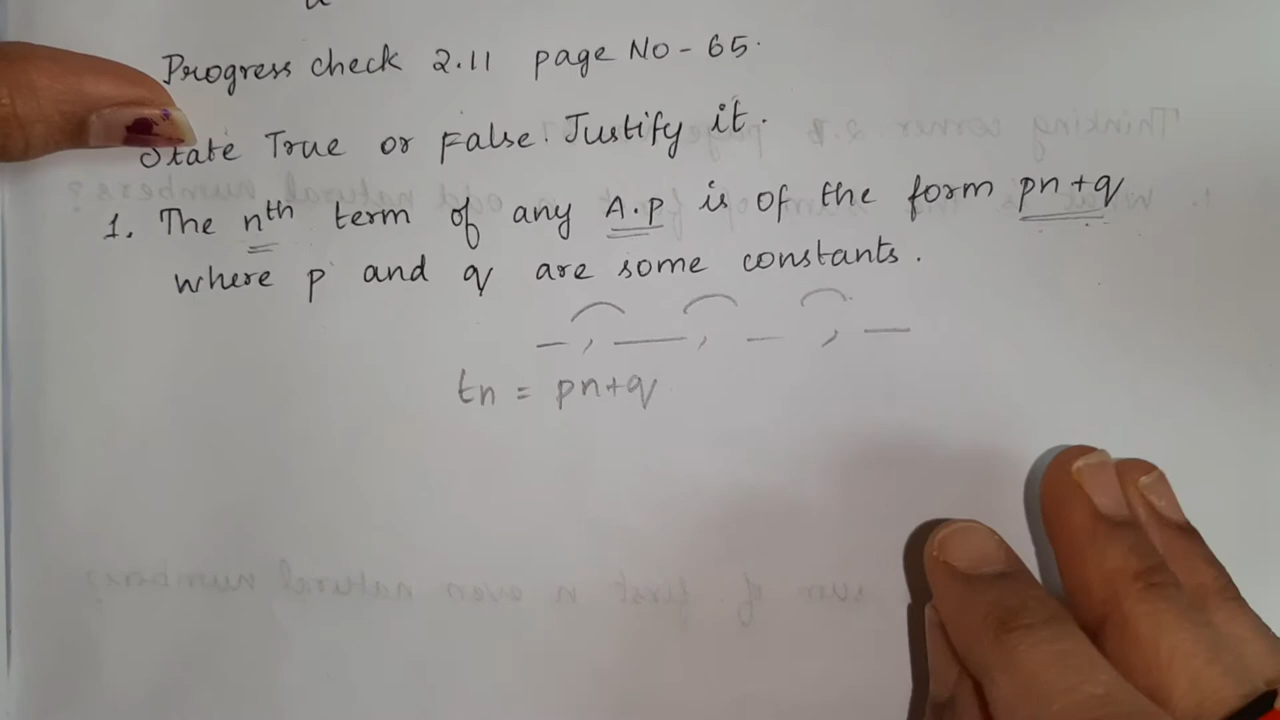 Progress check 2.11 page No - 65.
State True or False. Justify it.
1. The nth term of any A.P is of the form pn+q
where p and q are some constants.
—, —, —, —
tn = pn+q